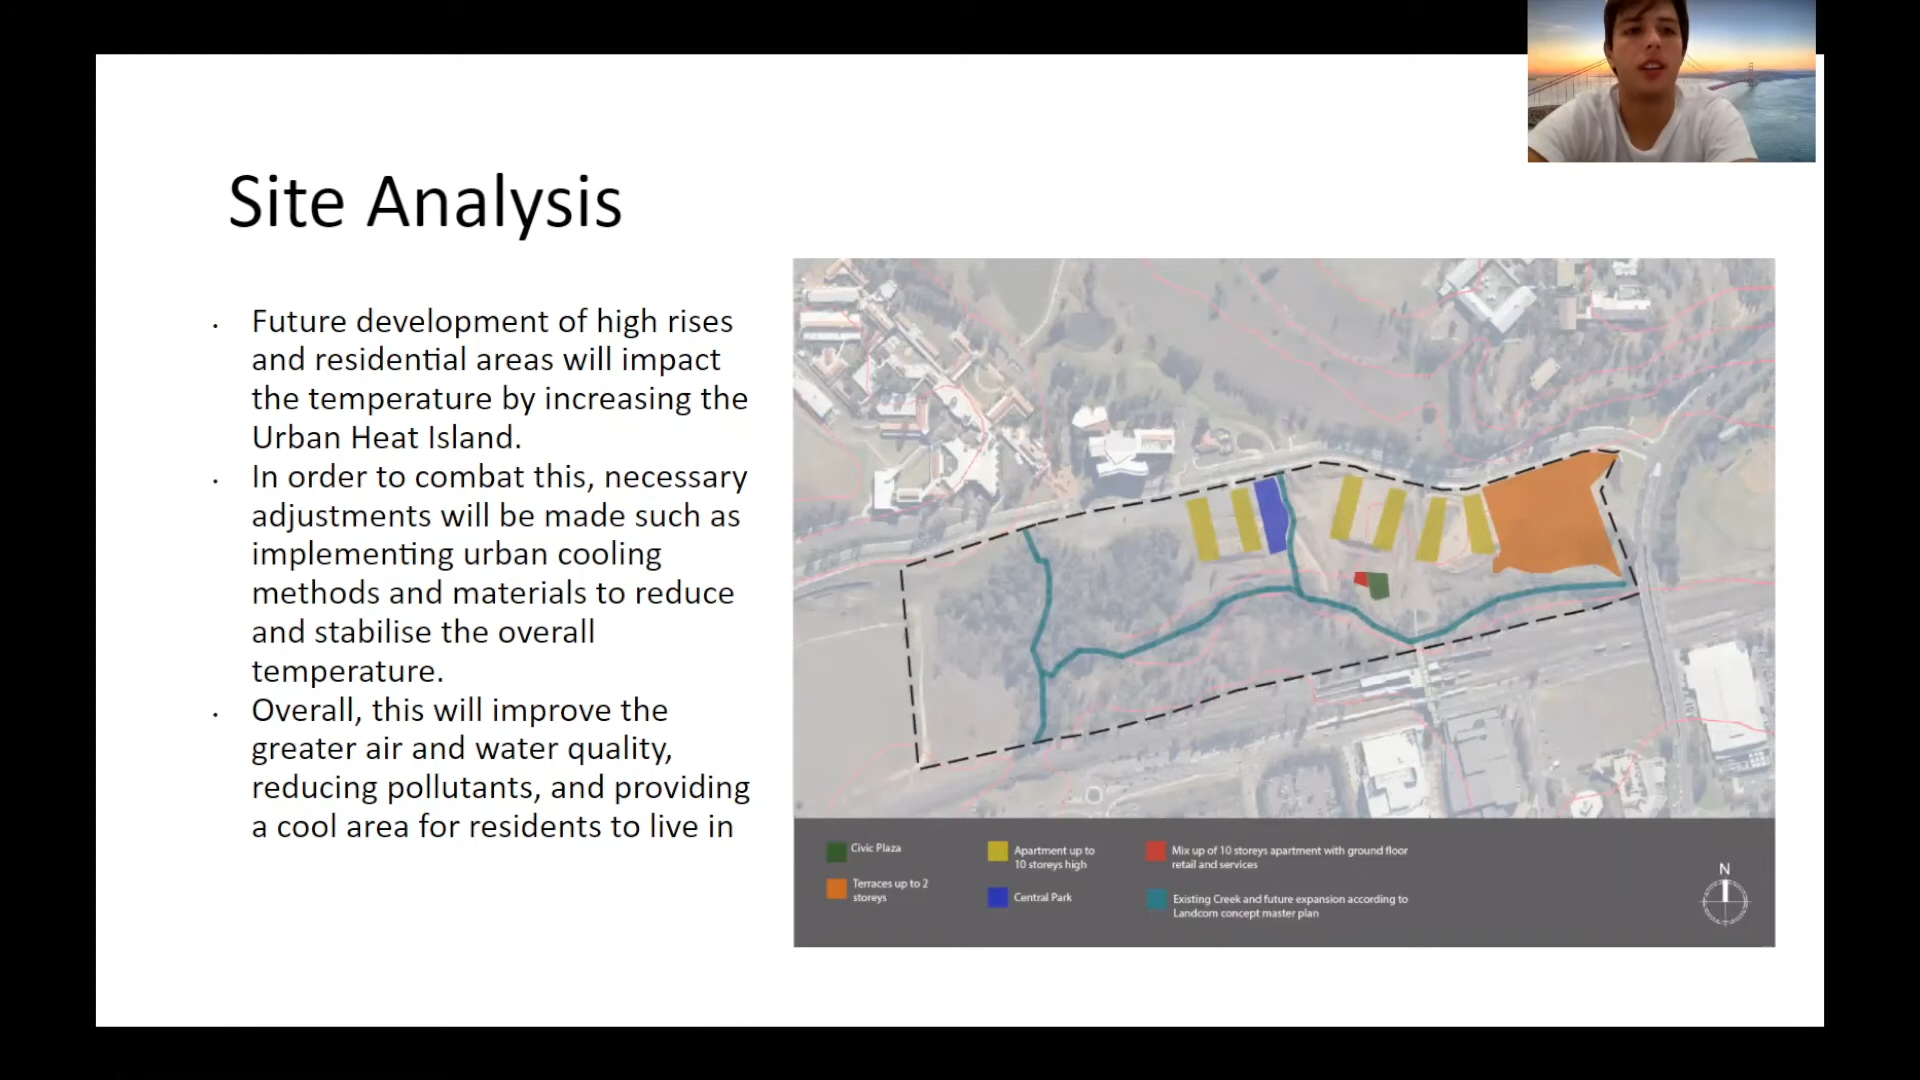 Site Analysis
Future development of high rises
and residential areas will impact
the temperature by increasing the
Urban Heat Island.
In order to combat this, necessary
adjustments will be made such as
implementing urban cooling
methods and materials to reduce
and stabilise the overall
temperature.
Overall, this will improve the
greater air and water quality,
reducing pollutants, and providing
a cool area for residents to live in
Civic Plaza
Terraces up to 2
storeys
Apartment up to
10 storeys high
Central Park
Mix up of 10 storeys apartment with ground floor
retail and services
Existing Creek and future expansion according to
Landcom concept master plan
N